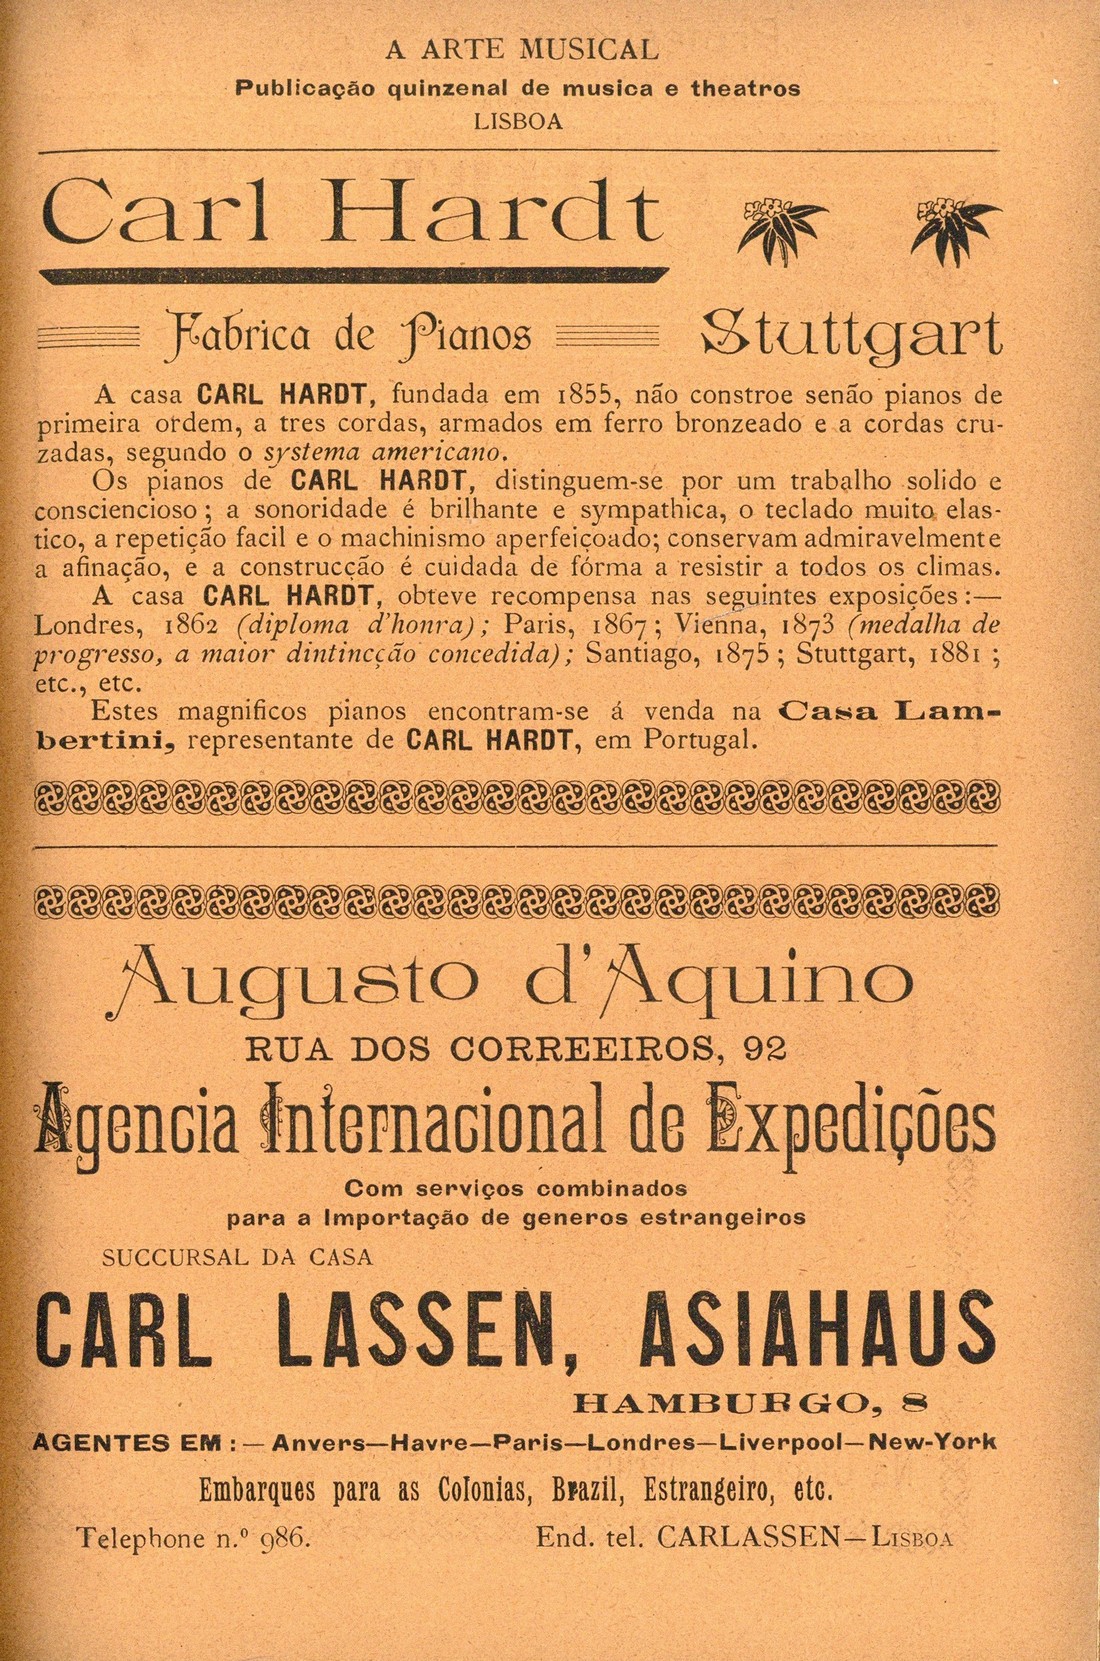 A ARTE MUSICAL
Publicação quinzenal de musica e theatros
LISBOA
Carl Hardt
Fabrica de Pianos Stuttgart
A casa CARL HARDT, fundada em 1855, não constroe senão pianos de
primeira ordem, a tres cordas, armados em ferro bronzeado e a cordas cru-
zadas, segundo o systema americano.
Os pianos de CARL HARDT, distinguem-se por um trabalho solido e
consciencioso; a sonoridade é brilhante e sympathica, o teclado muito elas-
tico, a repetição facil e o machinismo aperfeiçoado; conservam admiravelmente
a afinação, e a construcção é cuidada de fórma a resistir a todos os climas.
A casa CARL HARDT, obteve recompensa nas seguintes exposições:—
Londres, 1862 (diploma d'honra); Paris, 1867; Vienna, 1873 (medalha de
progresso, a maior dintincção concedida); Santiago, 1875; Stuttgart, 1881;
etc., etc.
Estes magnificos pianos encontram-se á venda na Casa Lam-
bertini, representante de CARL HARDT, em Portugal.
Augusto d'Aquino
RUA DOS CORREEIROS, 92
Agencia Internacional de Expedições
Com serviços combinados
para a Importação de generos estrangeiros
SUCCURSAL DA CASA
CARL LASSEN, ASIAHAUS
HAMBURGO, 8
AGENTES EM:—Anvers—Havre—Paris—Londres—Liverpool—New-York
Embarques para as Colonias, Brazil, Estrangeiro, etc.
Telephone n.º 986. End. tel. CARLASSEN—LISBOA